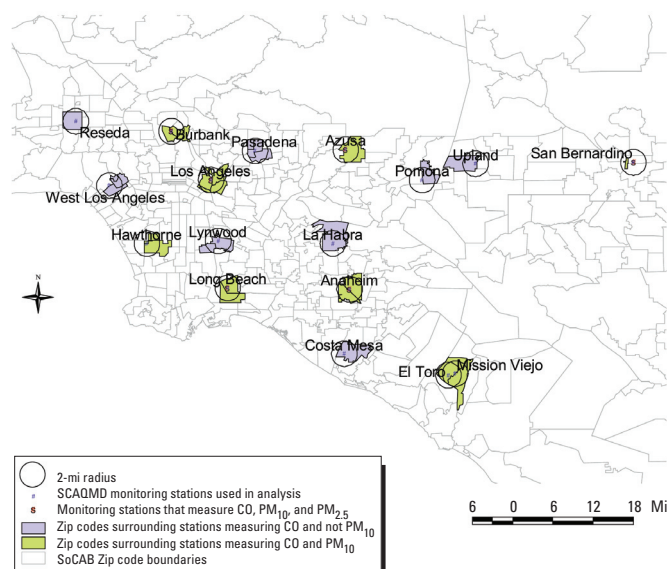 Reseda
Burbank
Pasadena
Azusa
Upland
San Bernardino
Los Angeles
Pomona
West Los Angeles
Hawthorne
Lynwood
La Habra
Long Beach
Anaheim
N
Costa Mesa
El Toro
Mission Viejo
2-mi radius
SCAQMD monitoring stations used in analysis
S Monitoring stations that measure CO, PM10, and PM2.5
Zip codes surrounding stations measuring CO and not PM10
Zip codes surrounding stations measuring CO and PM10
SoCAB Zip code boundaries
6 0 6 12 18 Mi